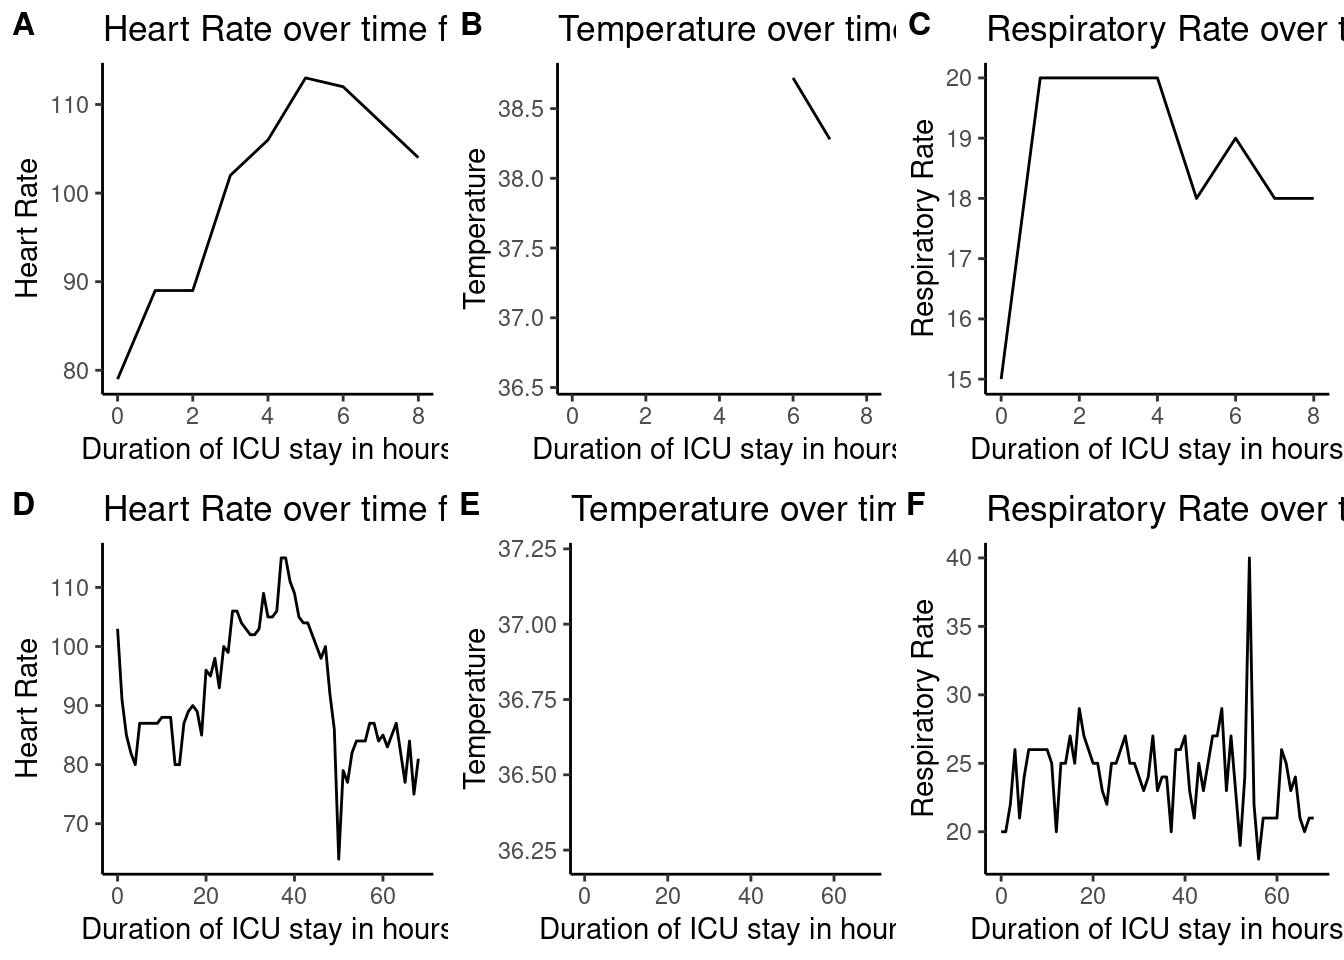 A
Heart Rate over time f
110
100
90
80
Heart Rate
0 2 4 6 8
Duration of ICU stay in hours
B
Temperature over time
38.5
38.0
37.5
37.0
36.5
Temperature
0 2 4 6 8
Duration of ICU stay in hours
C
Respiratory Rate over t
20
19
18
17
16
15
Respiratory Rate
0 2 4 6 8
Duration of ICU stay in hours
D
Heart Rate over time f
110
100
90
80
70
Heart Rate
0 20 40 60
Duration of ICU stay in hours
E
Temperature over tim
37.25
37.00
36.75
36.50
36.25
Temperature
0 20 40 60
Duration of ICU stay in hour
F
Respiratory Rate over t
40
35
30
25
20
Respiratory Rate
0 20 40 60
Duration of ICU stay in hours